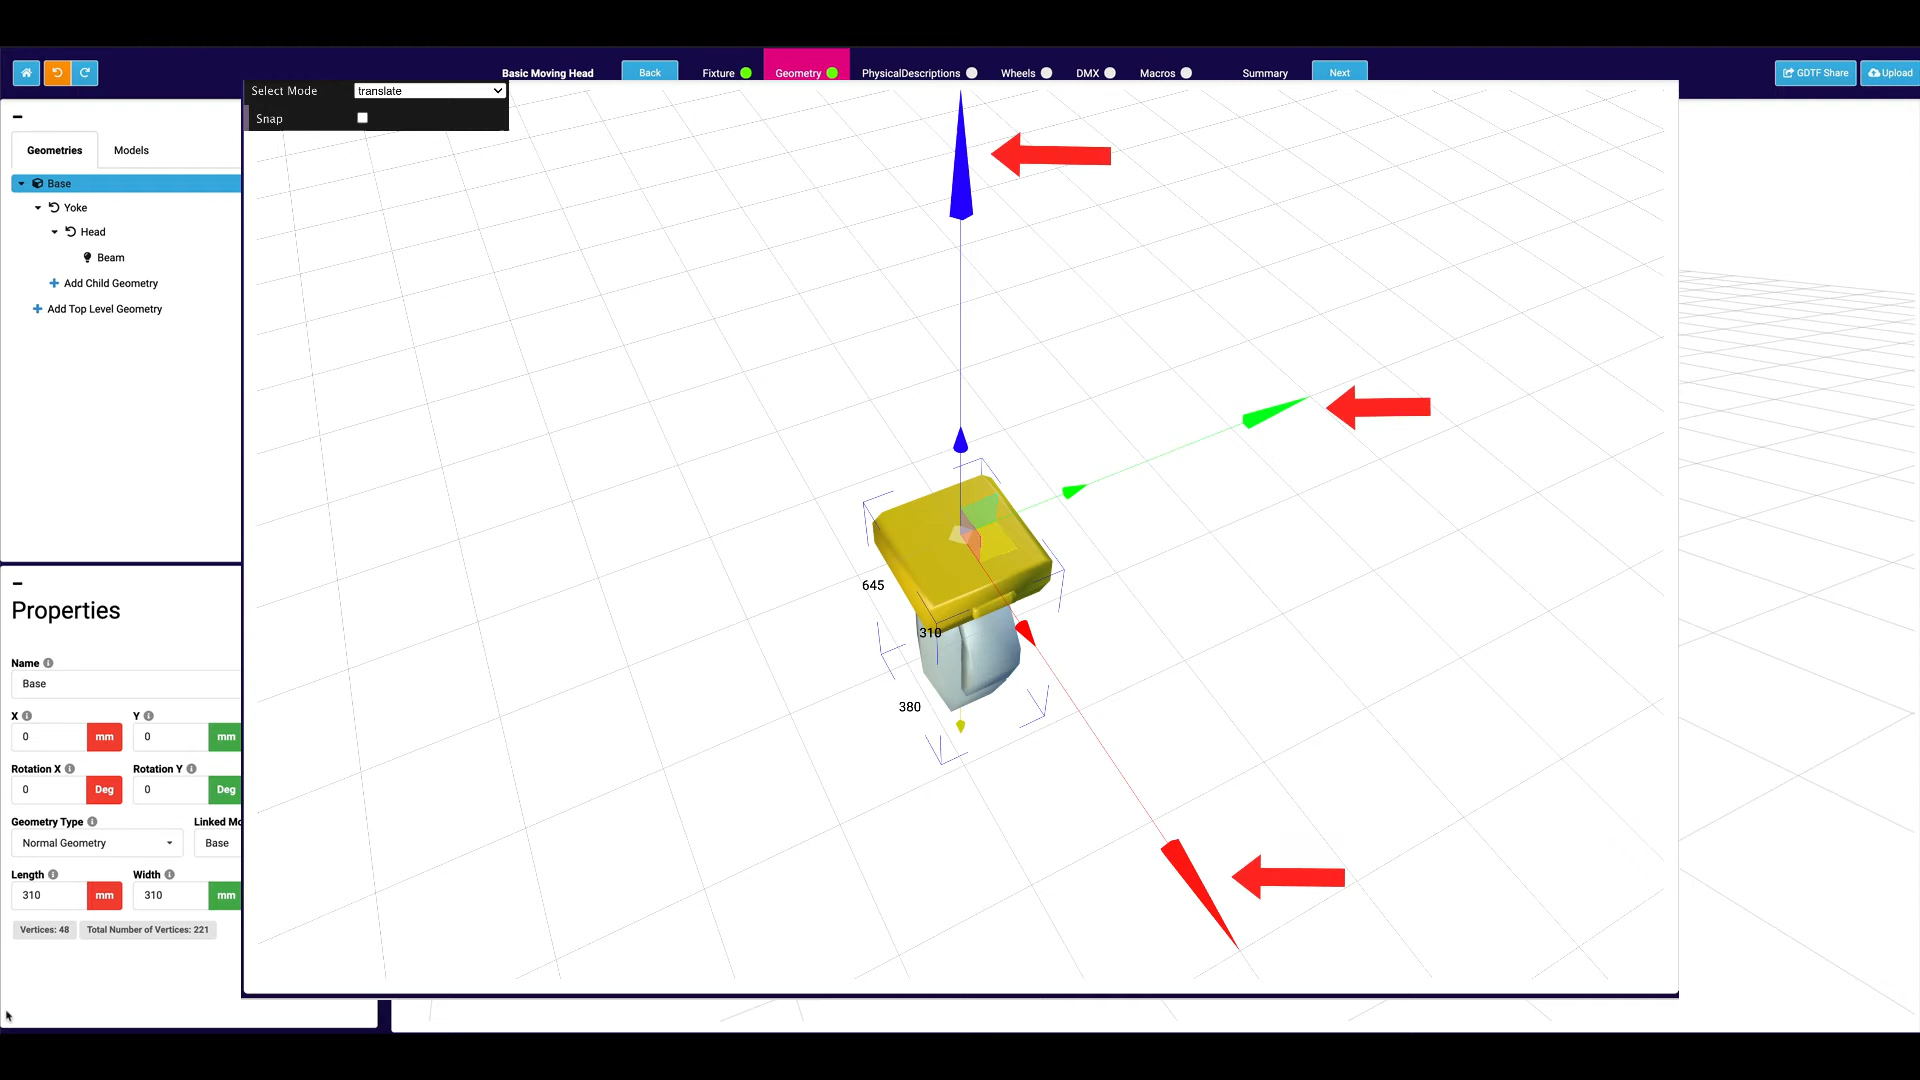 Basic Moving Head Back Fixture Geometry PhysicalDescriptions Wheels DMX Macros Summary Next GDTF Share Upload
Select Mode translate
Snap
Geometries Models
Base
Yoke
Head
Beam
Add Child Geometry
Add Top Level Geometry
645
310
380
Properties
Name
Base
X Y
0 mm 0 mm
Rotation X Rotation Y
0 Deg 0 Deg
Geometry Type Linked Mo
Normal Geometry Base
Length Width
310 mm 310 mm
Vertices: 48 Total Number of Vertices: 221